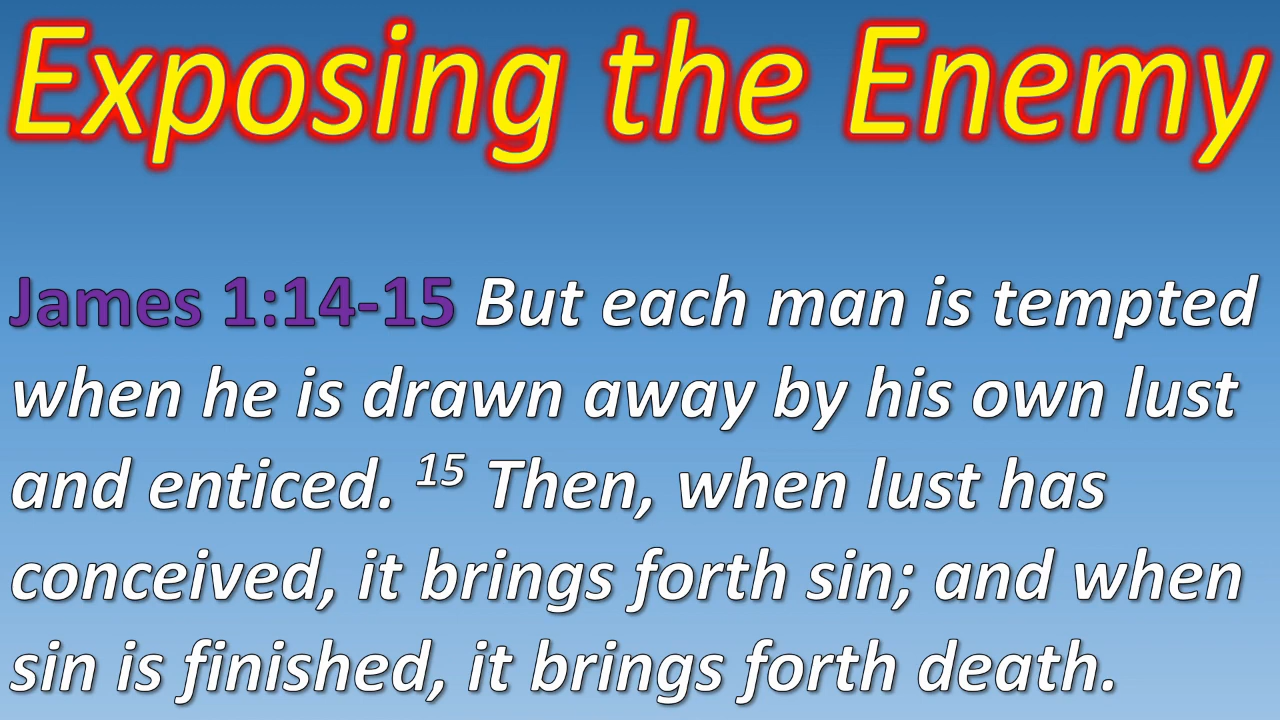 Exposing the Enemy
James 1:14-15 But each man is tempted
when he is drawn away by his own lust
and enticed. 15 Then, when lust has
conceived, it brings forth sin; and when
sin is finished, it brings forth death.